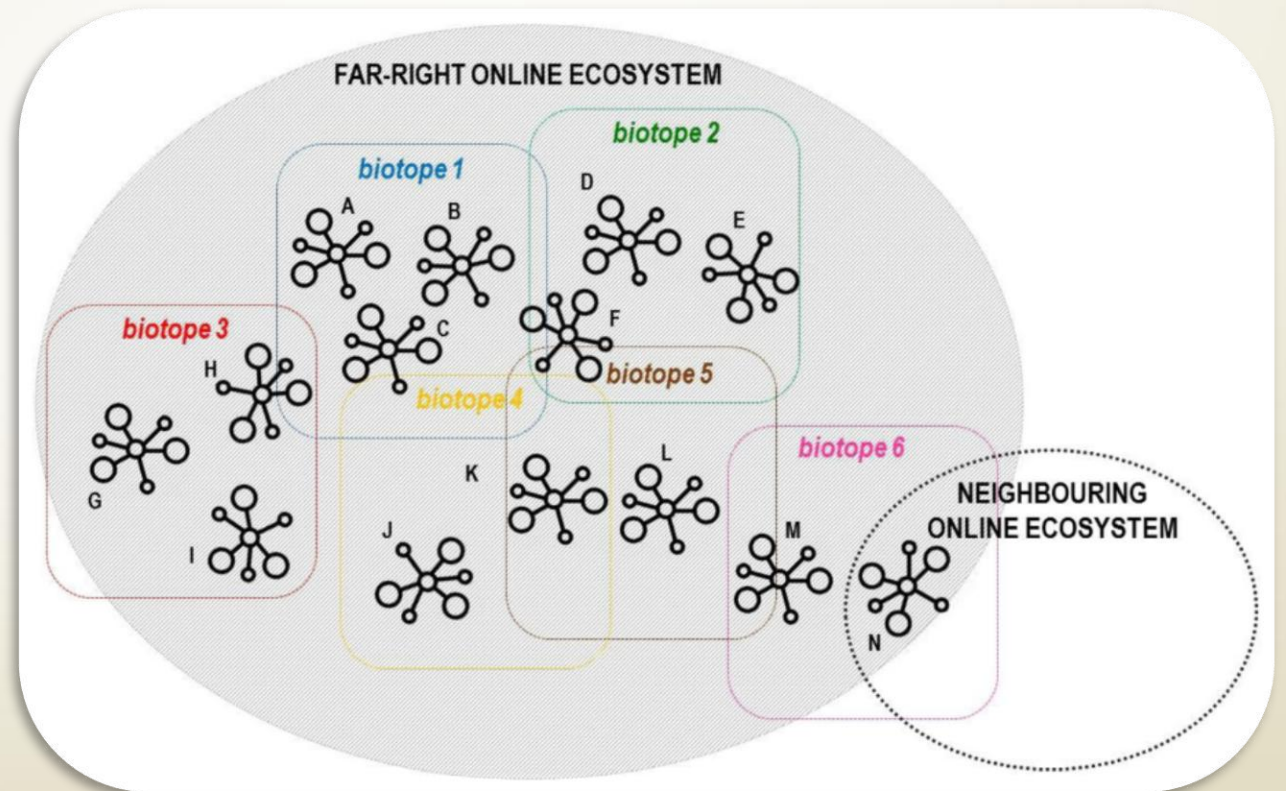 FAR-RIGHT ONLINE ECOSYSTEM
biotope 2
biotope 1
D
A
B
E
biotope 3
F
C
H
biotope 5
biotope 4
biotope 6
L
K
NEIGHBOURING
ONLINE ECOSYSTEM
G
J
M
I
N